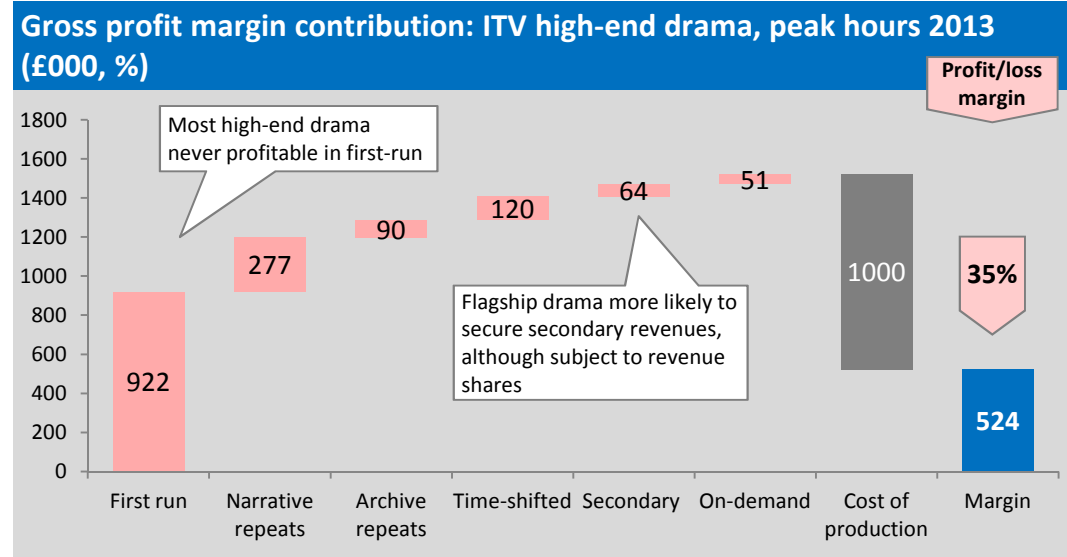 Gross profit margin contribution: ITV high-end drama, peak hours 2013
(£000, %)
Profit/loss
margin
1800
1600
1400
1200
1000
800
600
400
200
0
Most high-end drama
never profitable in first-run
922
277
90
120
64
51
Flagship drama more likely to
secure secondary revenues,
although subject to revenue
shares
1000
35%
524
First run
Narrative
repeats
Archive
repeats
Time-shifted
Secondary
On-demand
Cost of
production
Margin